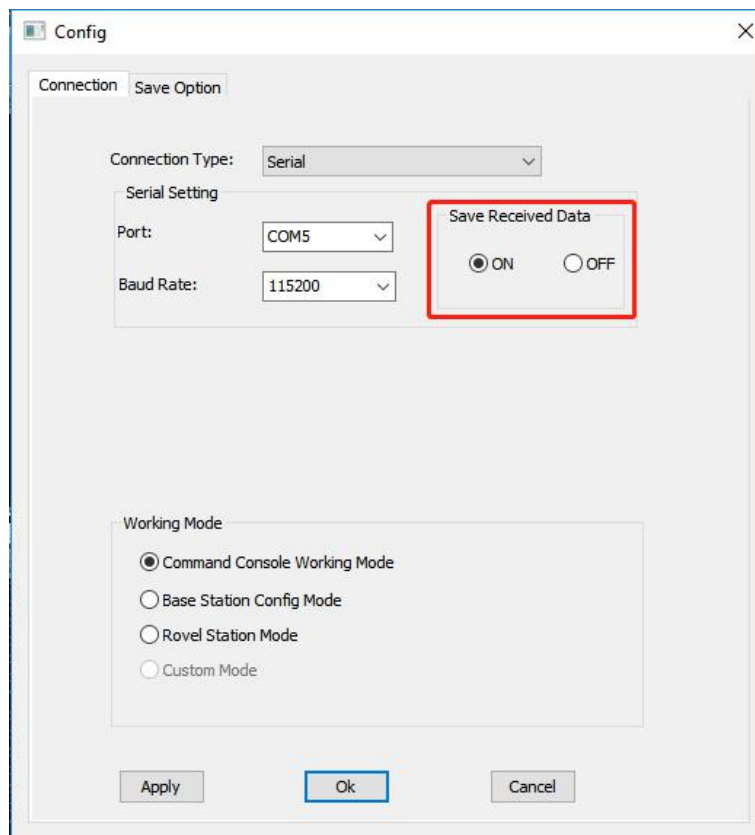 Config
Connection
Save Option
Connection Type:
Serial
Serial Setting
Save Received Data
Port:
COM5
ON
OFF
Baud Rate:
115200
Working Mode
Command Console Working Mode
Base Station Config Mode
Rovel Station Mode
Custom Mode
Apply
Ok
Cancel